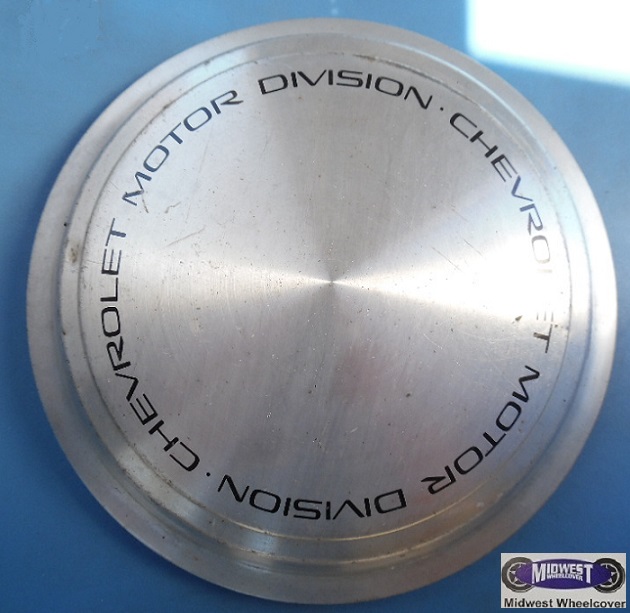 CHEVROLET MOTOR DIVISION · CHEVROLET MOTOR DIVISION ·
MIDWEST
WHEELCOVER
Midwest Wheelcover